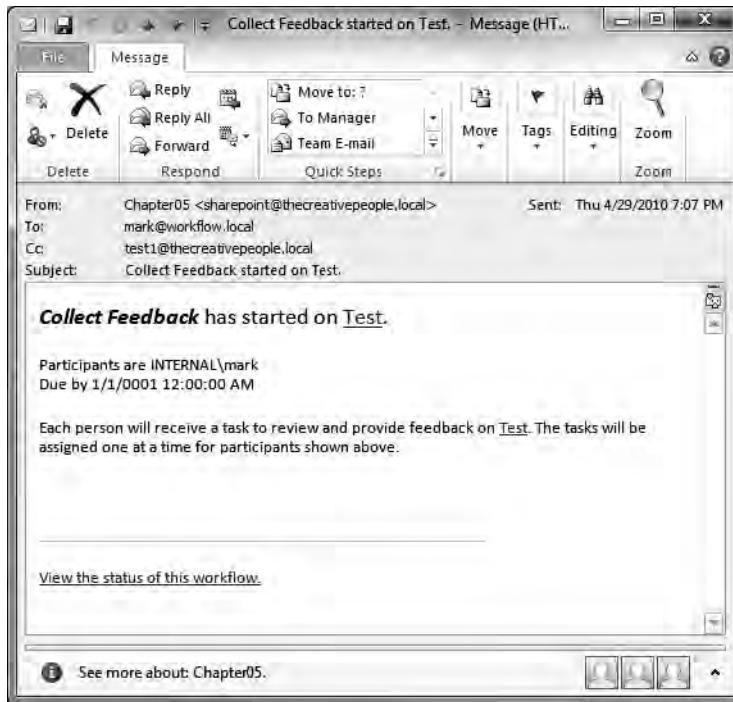 Collect Feedback started on Test. - Message (HT...
File Message
Reply
Reply All
Forward
Delete
Move to: ?
To Manager
Team E-mail
Move
Tags
Editing
Zoom
Delete Respond Quick Steps Zoom
From: Chapter05 <sharepoint@thecreativepeople.local> Sent: Thu 4/29/2010 7:07 PM
To: mark@workflow.local
Cc: test1@thecreativepeople.local
Subject: Collect Feedback started on Test.
Collect Feedback has started on Test.
Participants are INTERNAL\mark
Due by 1/1/0001 12:00:00 AM
Each person will receive a task to review and provide feedback on Test. The tasks will be
assigned one at a time for participants shown above.
View the status of this workflow.
See more about: Chapter05.